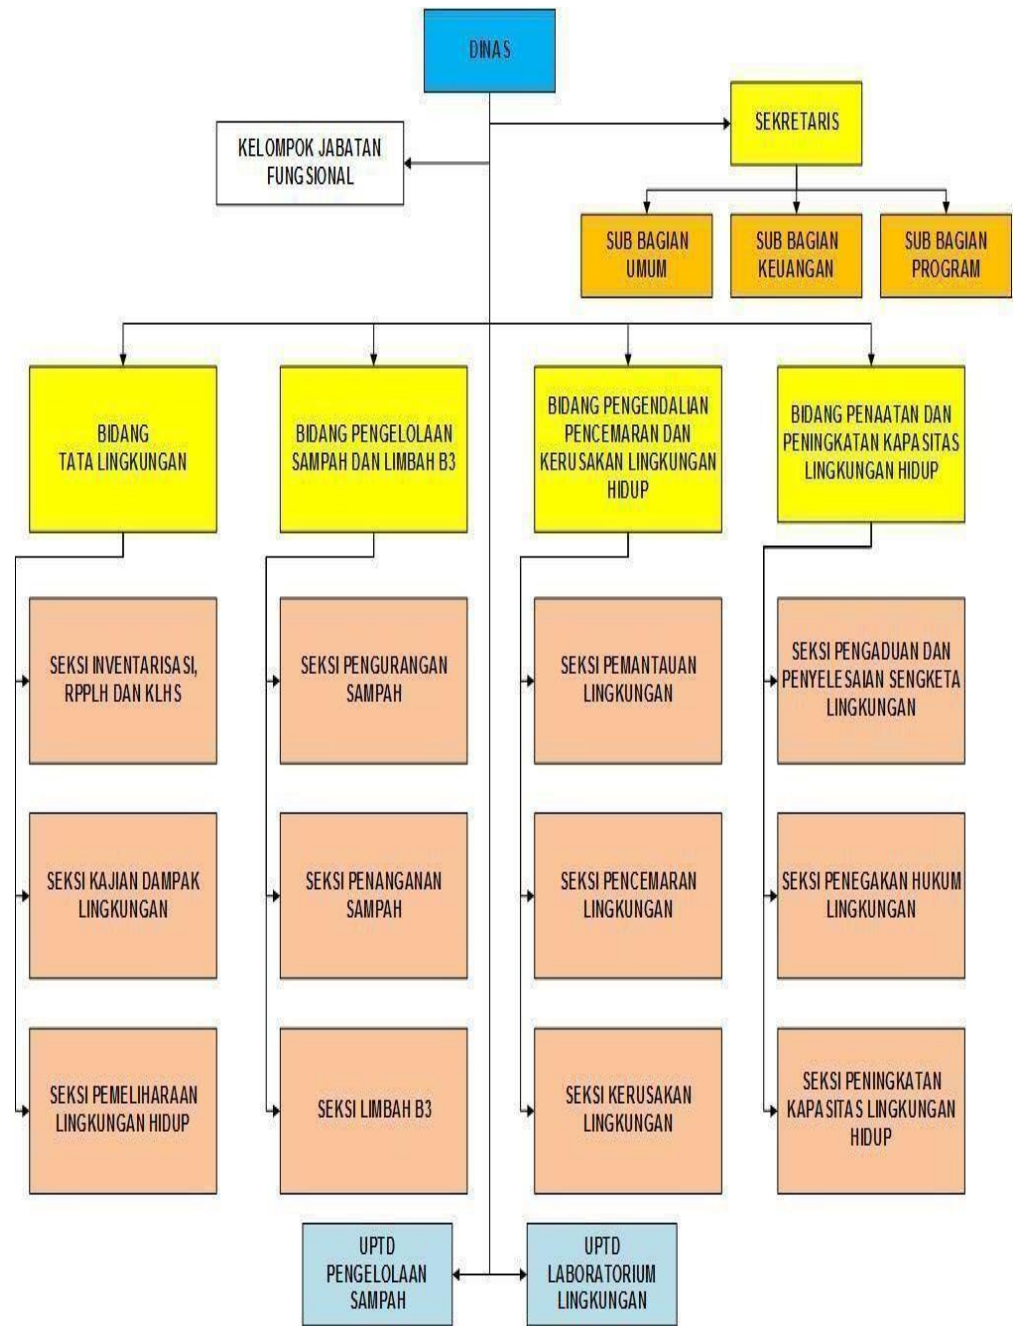 DINAS
SEKRETARIS
KELOMPOK JABATAN
FUNGSIONAL
SUB BAGIAN
UMUM
SUB BAGIAN
KEUANGAN
SUB BAGIAN
PROGRAM
BIDANG
TATA LINGKUNGAN
BIDANG PENGELOLAAN
SAMPAH DAN LIMBAH B3
BIDANG PENGENDALIAN
PENCEMARAN DAN
KERUSAKAN LINGKUNGAN
HIDUP
BIDANG PENAATAN DAN
PENINGKATAN KAPASITAS
LINGKUNGAN HIDUP
SEKSI INVENTARISASI,
RPPLH DAN KLHS
SEKSI PENGURANGAN
SAMPAH
SEKSI PEMANTAUAN
LINGKUNGAN
SEKSI PENGADUAN DAN
PENYELESAIAN SENGKETA
LINGKUNGAN
SEKSI KAJIAN DAMPAK
LINGKUNGAN
SEKSI PENANGANAN
SAMPAH
SEKSI PENCEMARAN
LINGKUNGAN
SEKSI PENEGAKAN HUKUM
LINGKUNGAN
SEKSI PEMELIHARAAN
LINGKUNGAN HIDUP
SEKSI LIMBAH B3
SEKSI KERUSAKAN
LINGKUNGAN
SEKSI PENINGKATAN
KAPASITAS LINGKUNGAN
HIDUP
UPTD
PENGELOLAAN
SAMPAH
UPTD
LABORATORIUM
LINGKUNGAN